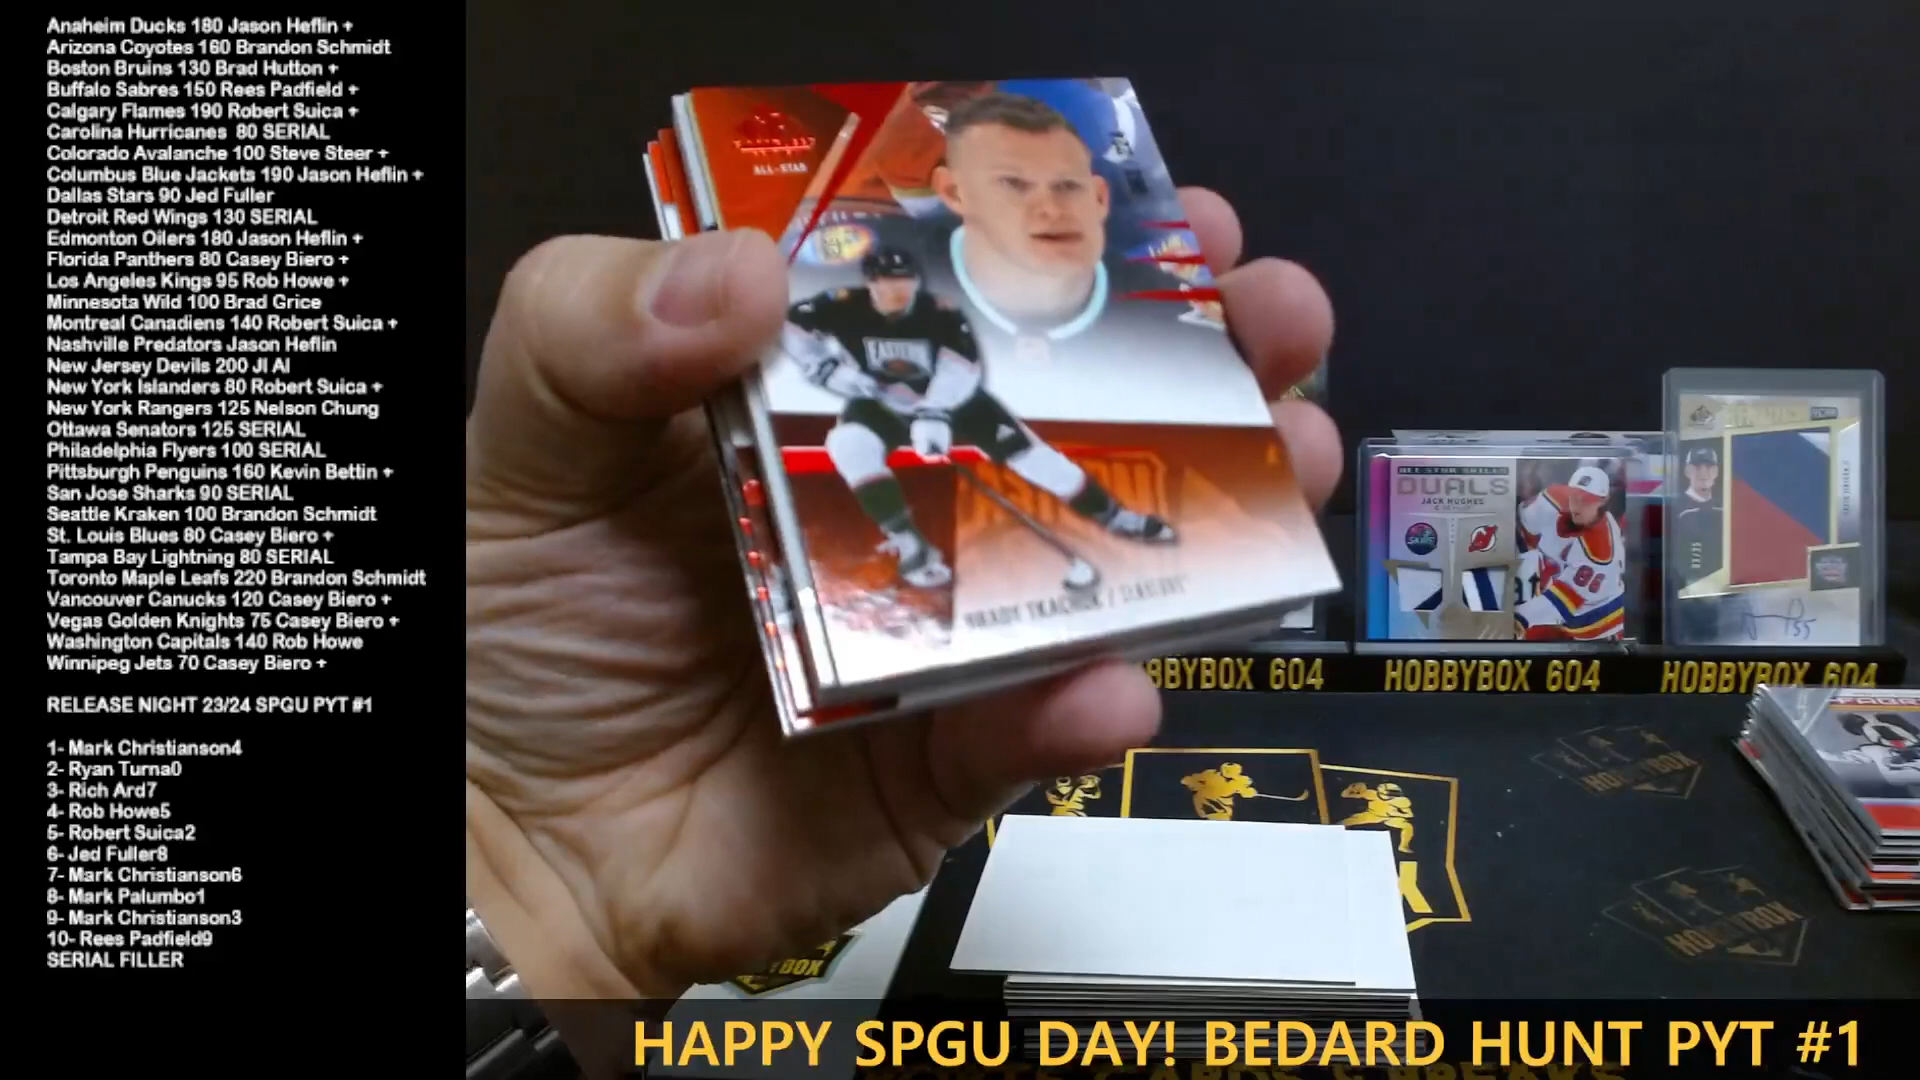 Anaheim Ducks 180 Jason Heflin +
Arizona Coyotes 160 Brandon Schmidt
Boston Bruins 130 Brad Hutton +
Buffalo Sabres 150 Rees Padfield +
Calgary Flames 190 Robert Suica +
Carolina Hurricanes 80 SERIAL
Colorado Avalanche 100 Steve Steer +
Columbus Blue Jackets 190 Jason Heflin +
Dallas Stars 90 Jed Fuller
Detroit Red Wings 130 SERIAL
Edmonton Oilers 180 Jason Heflin +
Florida Panthers 80 Casey Biero +
Los Angeles Kings 95 Rob Howe +
Minnesota Wild 100 Brad Grice
Montreal Canadiens 140 Robert Suica +
Nashville Predators Jason Heflin
New Jersey Devils 200 JI AI
New York Islanders 80 Robert Suica +
New York Rangers 125 Nelson Chung
Ottawa Senators 125 SERIAL
Philadelphia Flyers 100 SERIAL
Pittsburgh Penguins 160 Kevin Bettin +
San Jose Sharks 90 SERIAL
Seattle Kraken 100 Brandon Schmidt
St. Louis Blues 80 Casey Biero +
Tampa Bay Lightning 80 SERIAL
Toronto Maple Leafs 220 Brandon Schmidt
Vancouver Canucks 120 Casey Biero +
Vegas Golden Knights 75 Casey Biero +
Washington Capitals 140 Rob Howe
Winnipeg Jets 70 Casey Biero +
RELEASE NIGHT 23/24 SPGU PYT #1
1- Mark Christianson4
2- Ryan Turna0
3- Rich Ard7
4- Rob Howe5
5- Robert Suica2
6- Jed Fuller8
7- Mark Christianson6
8- Mark Palumbo1
9- Mark Christianson3
10- Rees Padfield9
SERIAL FILLER
ALL-STAR
EASTERN
BRADY TKACHUK /
ALL-STAR SKILLS
DUALS
JACK HUGHES
SKILLS
86
HOBBYBOX 604
HOBBYBOX 604
HOBBYBOX
HOBBYBOX
HAPPY SPGU DAY! BEDARD HUNT PYT #1